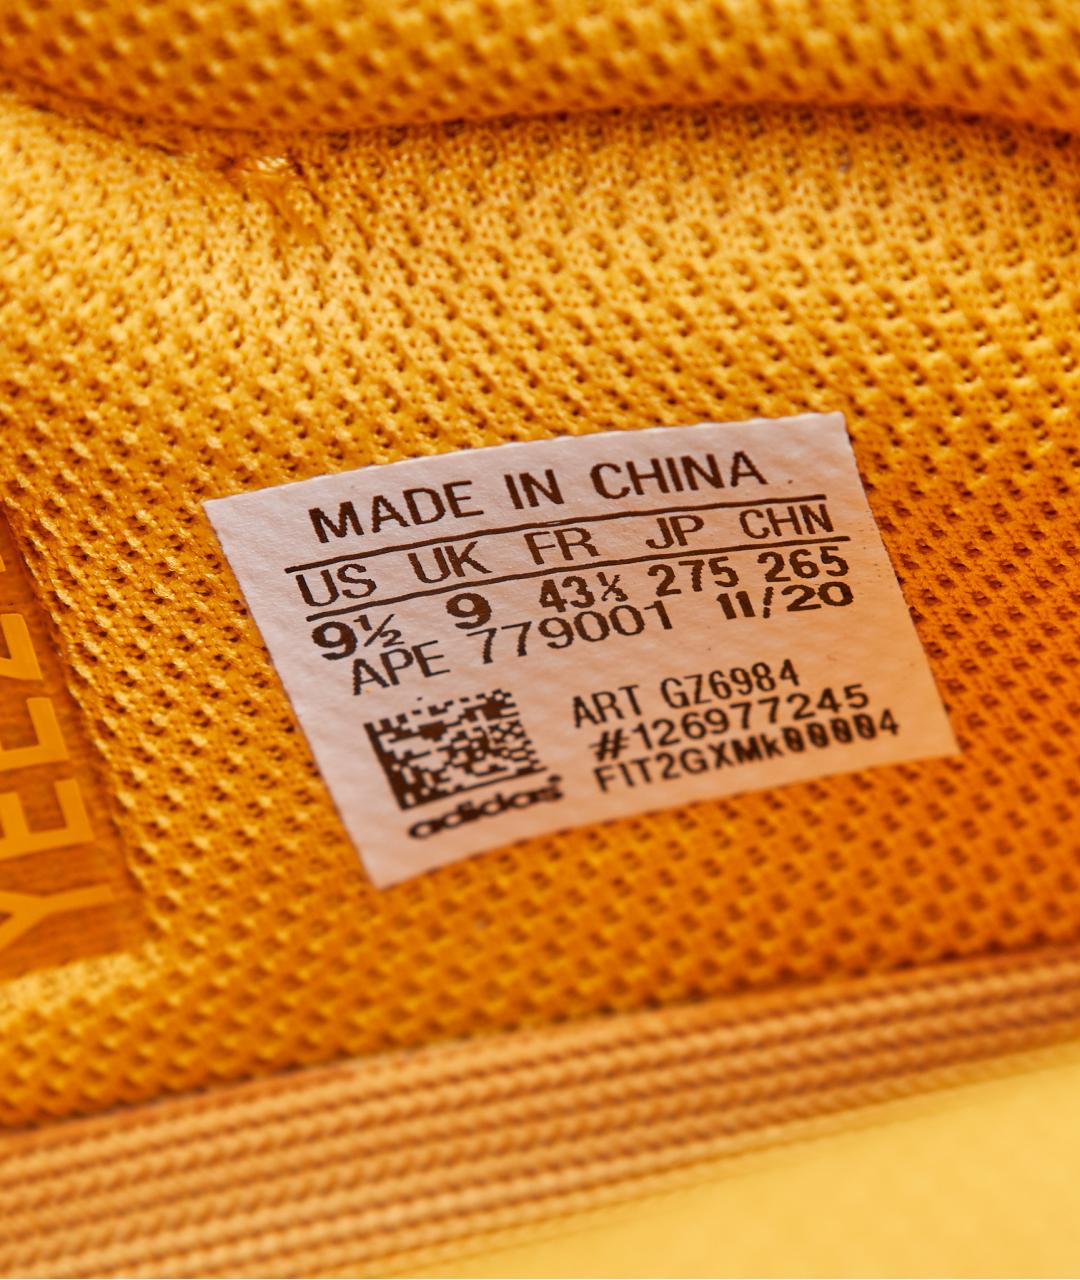 MADE IN CHINA
US UK FR JP CHN
9½ 9 43⅓ 275 265
APE 779001 11/20
ART GZ6984
#126977245
FIT2GXMk00004
adidas